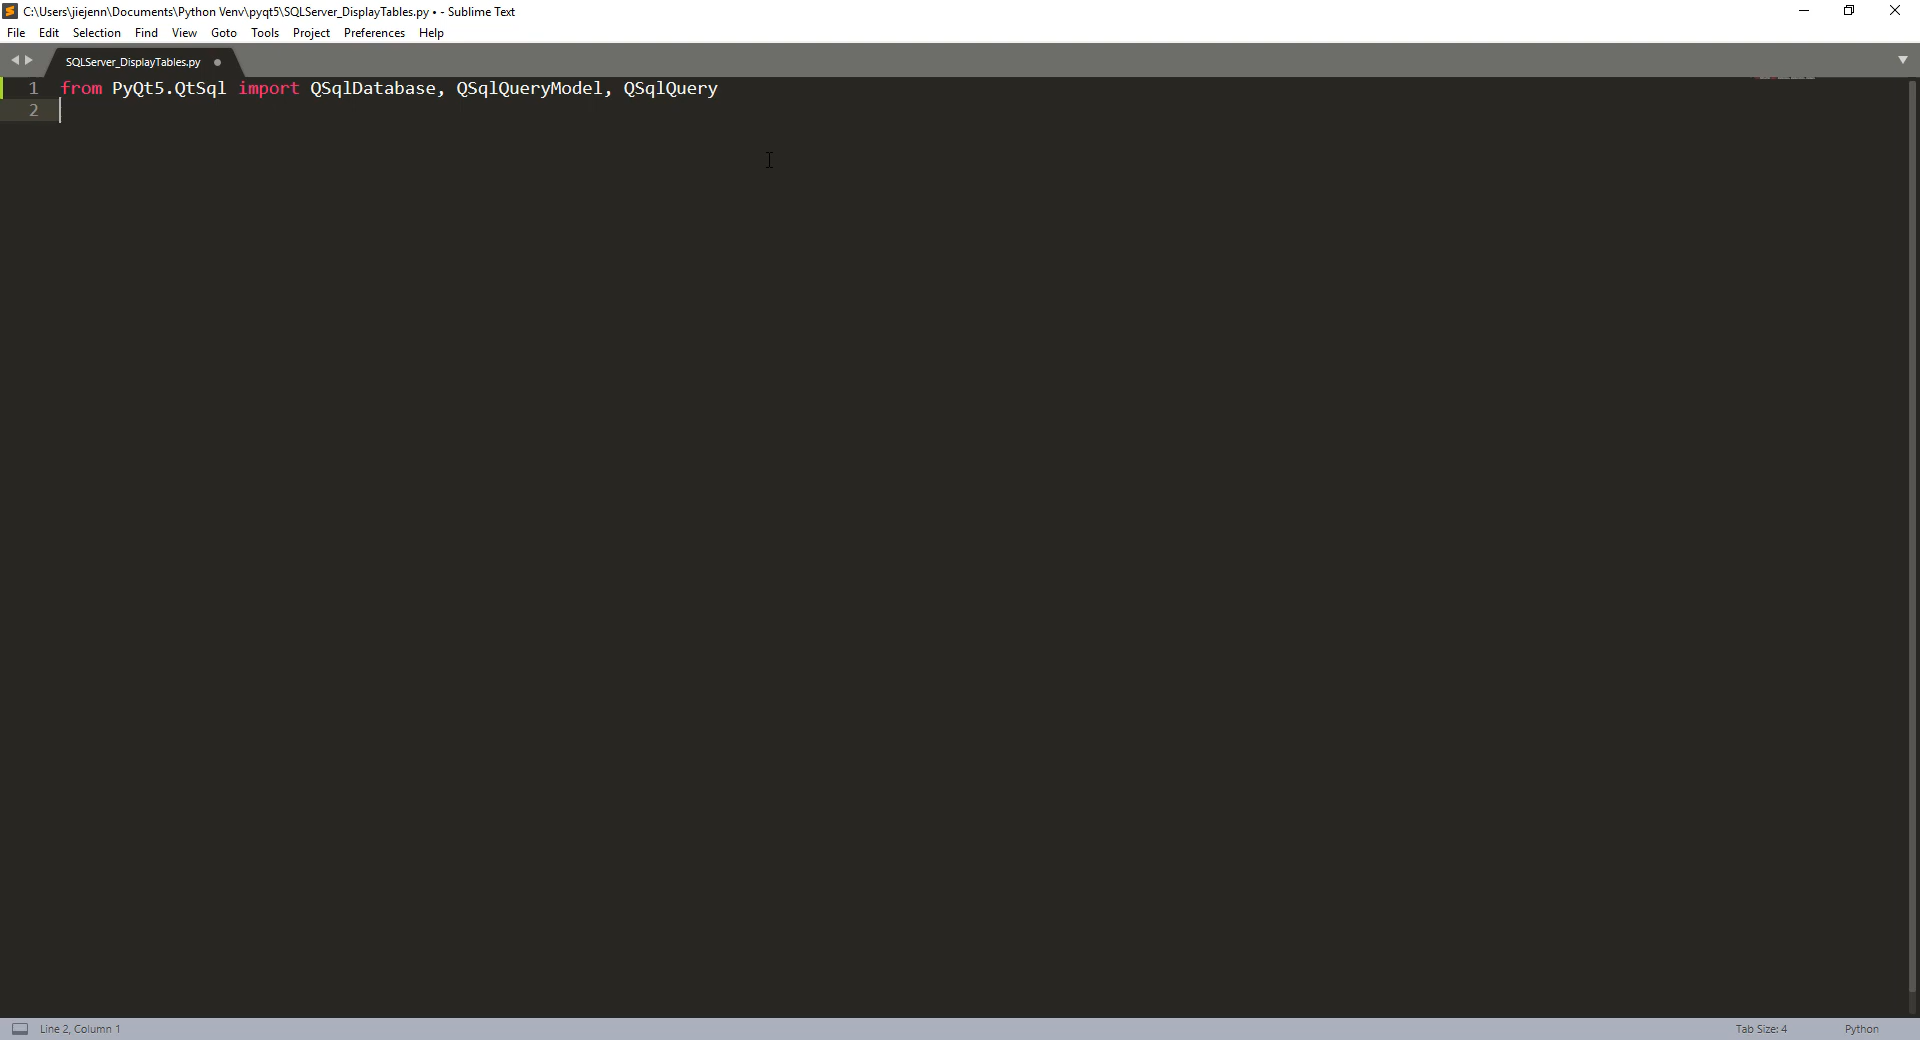 C:\Users\jiejenn\Documents\Python Venv\pyqt5\SQLServer_DisplayTables.py • - Sublime Text
File Edit Selection Find View Goto Tools Project Preferences Help
SQLServer_DisplayTables.py
1 from PyQt5.QtSql import QSqlDatabase, QSqlQueryModel, QSqlQuery
2
Line 2, Column 1 Tab Size: 4 Python